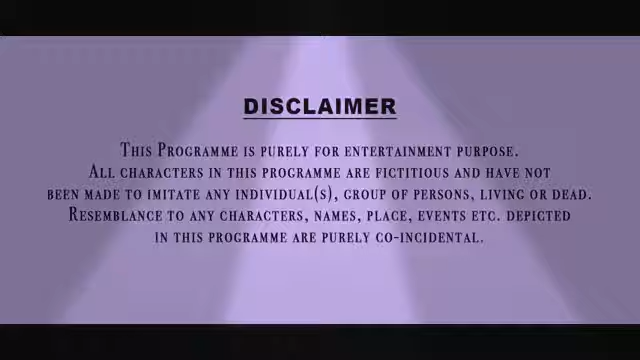 DISCLAIMER
This Programme is purely for entertainment purpose.
All characters in this programme are fictitious and have not
been made to imitate any individual(s), group of persons, living or dead.
Resemblance to any characters, names, place, events etc. depicted
in this programme are purely co-incidental.